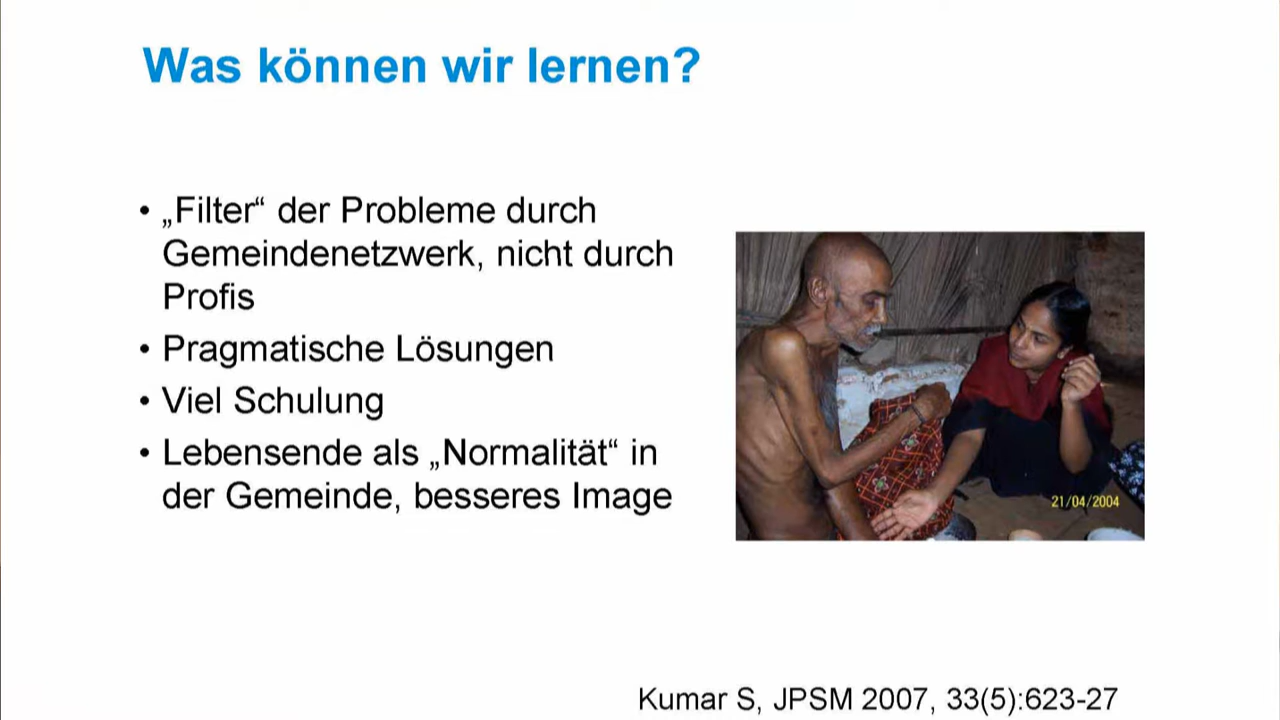 Was können wir lernen?
• „Filter“ der Probleme durch
Gemeindenetzwerk, nicht durch
Profis
• Pragmatische Lösungen
• Viel Schulung
• Lebensende als „Normalität“ in
der Gemeinde, besseres Image
21/04/2004
Kumar S, JPSM 2007, 33(5):623-27